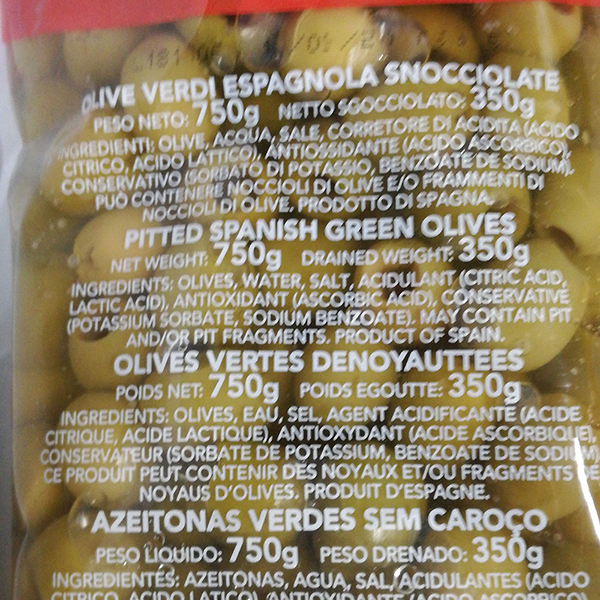 OLIVE VERDI ESPAGNOLA SNOCCIOLATE
PESO NETO: 750g NETTO SGOCCIOLATO: 350g
INGREDIENTI: OLIVE, ACQUA, SALE, CORRETORE DI ACIDITA (ACIDO
CITRICO, ACIDO LATTICO), ANTIOSSIDANTE (ACIDO ASCORBICO),
CONSERVATIVO (SORBATO DI POTASSIO, BENZOATE DE SODIUM).
PUÒ CONTENERE NOCCIOLI DI OLIVE E/O FRAMMENTI DI
NOCCIOLI DI OLIVE. PRODOTTO DI SPAGNA.
PITTED SPANISH GREEN OLIVES
NET WEIGHT: 750g DRAINED WEIGHT: 350g
INGREDIENTS: OLIVES, WATER, SALT, ACIDULANT (CITRIC ACID,
LACTIC ACID), ANTIOXIDANT (ASCORBIC ACID), CONSERVATIVE
(POTASSIUM SORBATE, SODIUM BENZOATE). MAY CONTAIN PIT
AND/OR PIT FRAGMENTS. PRODUCT OF SPAIN.
OLIVES VERTES DENOYAUTTEES
POIDS NET: 750g POIDS EGOUTTE: 350g
INGREDIENTS: OLIVES, EAU, SEL, AGENT ACIDIFICANTE (ACIDE
CITRIQUE, ACIDE LACTIQUE), ANTIOXYDANT (ACIDE ASCORBIQUE),
CONSERVATEUR (SORBATE DE POTASSIUM, BENZOATE DE SODIUM)
CE PRODUIT PEUT CONTENIR DES NOYAUX ET/OU FRAGMENTS DE
NOYAUS D'OLIVES. PRODUIT D'ESPAGNE.
AZEITONAS VERDES SEM CAROÇO
PESO LIQUIDO: 750g PESO DRENADO: 350g
INGREDIENTES: AZEITONAS, AGUA, SAL, ACIDULANTES (ACIDO
CITRICO, ACIDO LATICO), ANTIOXIDANTE (ACIDO ASCORBICO)